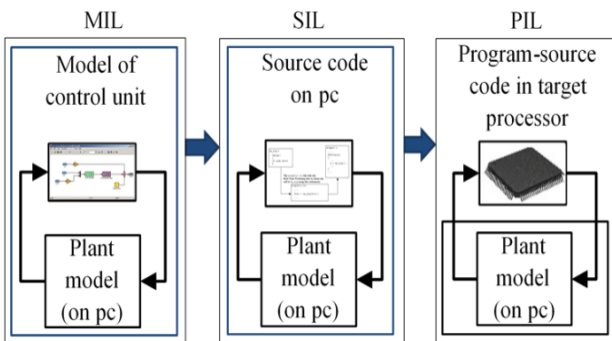 MIL
Model of
control unit
Plant
model
(on pc)
SIL
Source code
on pc
Plant
model
(on pc)
PIL
Program-source
code in target
processor
Plant
model
(on pc)